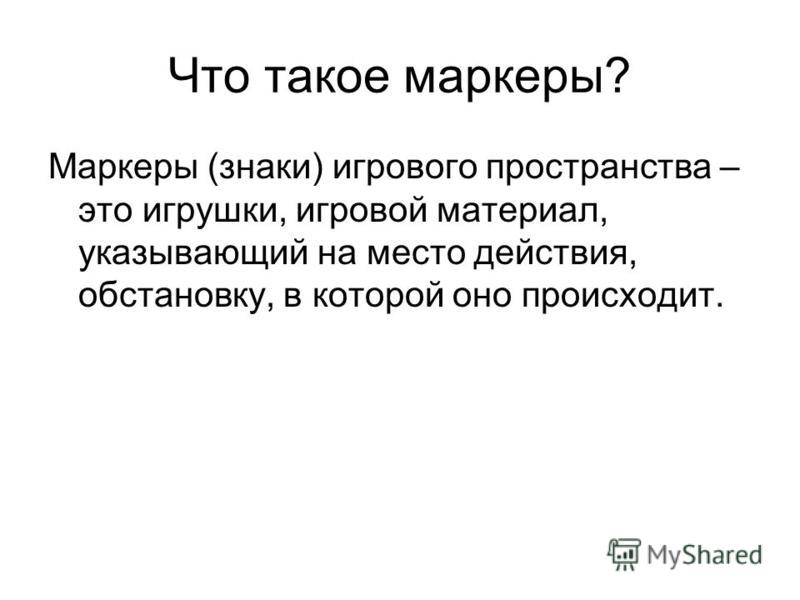 Что такое маркеры?
Маркеры (знаки) игрового пространства –
это игрушки, игровой материал,
указывающий на место действия,
обстановку, в которой оно происходит.
MyShared